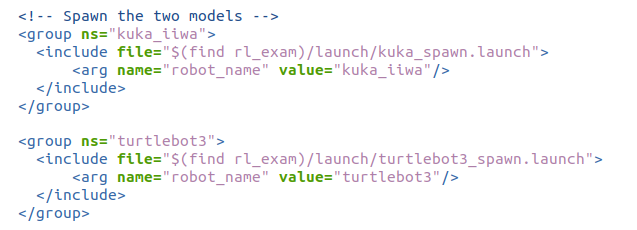 <!-- Spawn the two models -->
<group ns="kuka_iiwa">
  <include file="$(find rl_exam)/launch/kuka_spawn.launch">
      <arg name="robot_name" value="kuka_iiwa"/>
  </include>
</group>

<group ns="turtlebot3">
  <include file="$(find rl_exam)/launch/turtlebot3_spawn.launch">
      <arg name="robot_name" value="turtlebot3"/>
  </include>
</group>